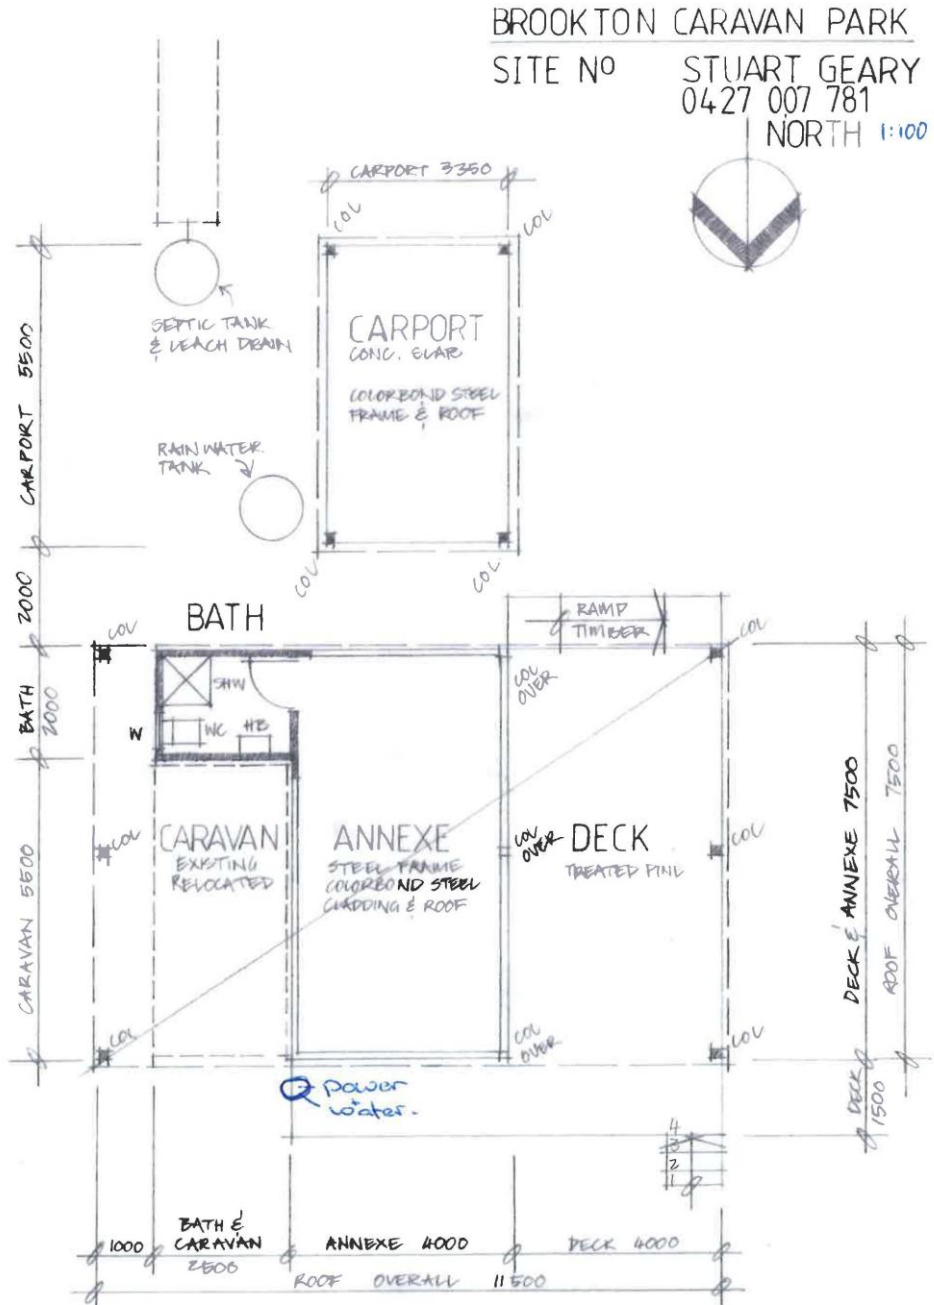 BROOKTON CARAVAN PARK
SITE Nº STUART GEARY
0427 007 781
NORTH 1:100
CARPORT 3350
COL
COL
SEPTIC TANK
& LEACH DRAIN
CARPORT
CONC. SLAB
COLORBOND STEEL
FRAME & ROOF
CARPORT 5500
RAIN WATER
TANK
COL
COL
2000
BATH
RAMP
TIMBER
COL
COL
SHW
COL
OVER
BATH
2000
W
WC
HB
COL
CARAVAN
EXISTING
RELOCATED
ANNEXE
STEEL FRAME
COLORBOND STEEL
CLADDING & ROOF
COL
OVER
DECK
TREATED PINE
COL
CARAVAN 5500
DECK & ANNEXE 7500
ROOF OVERALL 7500
COL
COL
OVER
COL
power
+
water.
DECK
1500
4
3
2
1
1000
BATH &
CARAVAN
2500
ANNEXE 4000
DECK 4000
ROOF OVERALL 11500